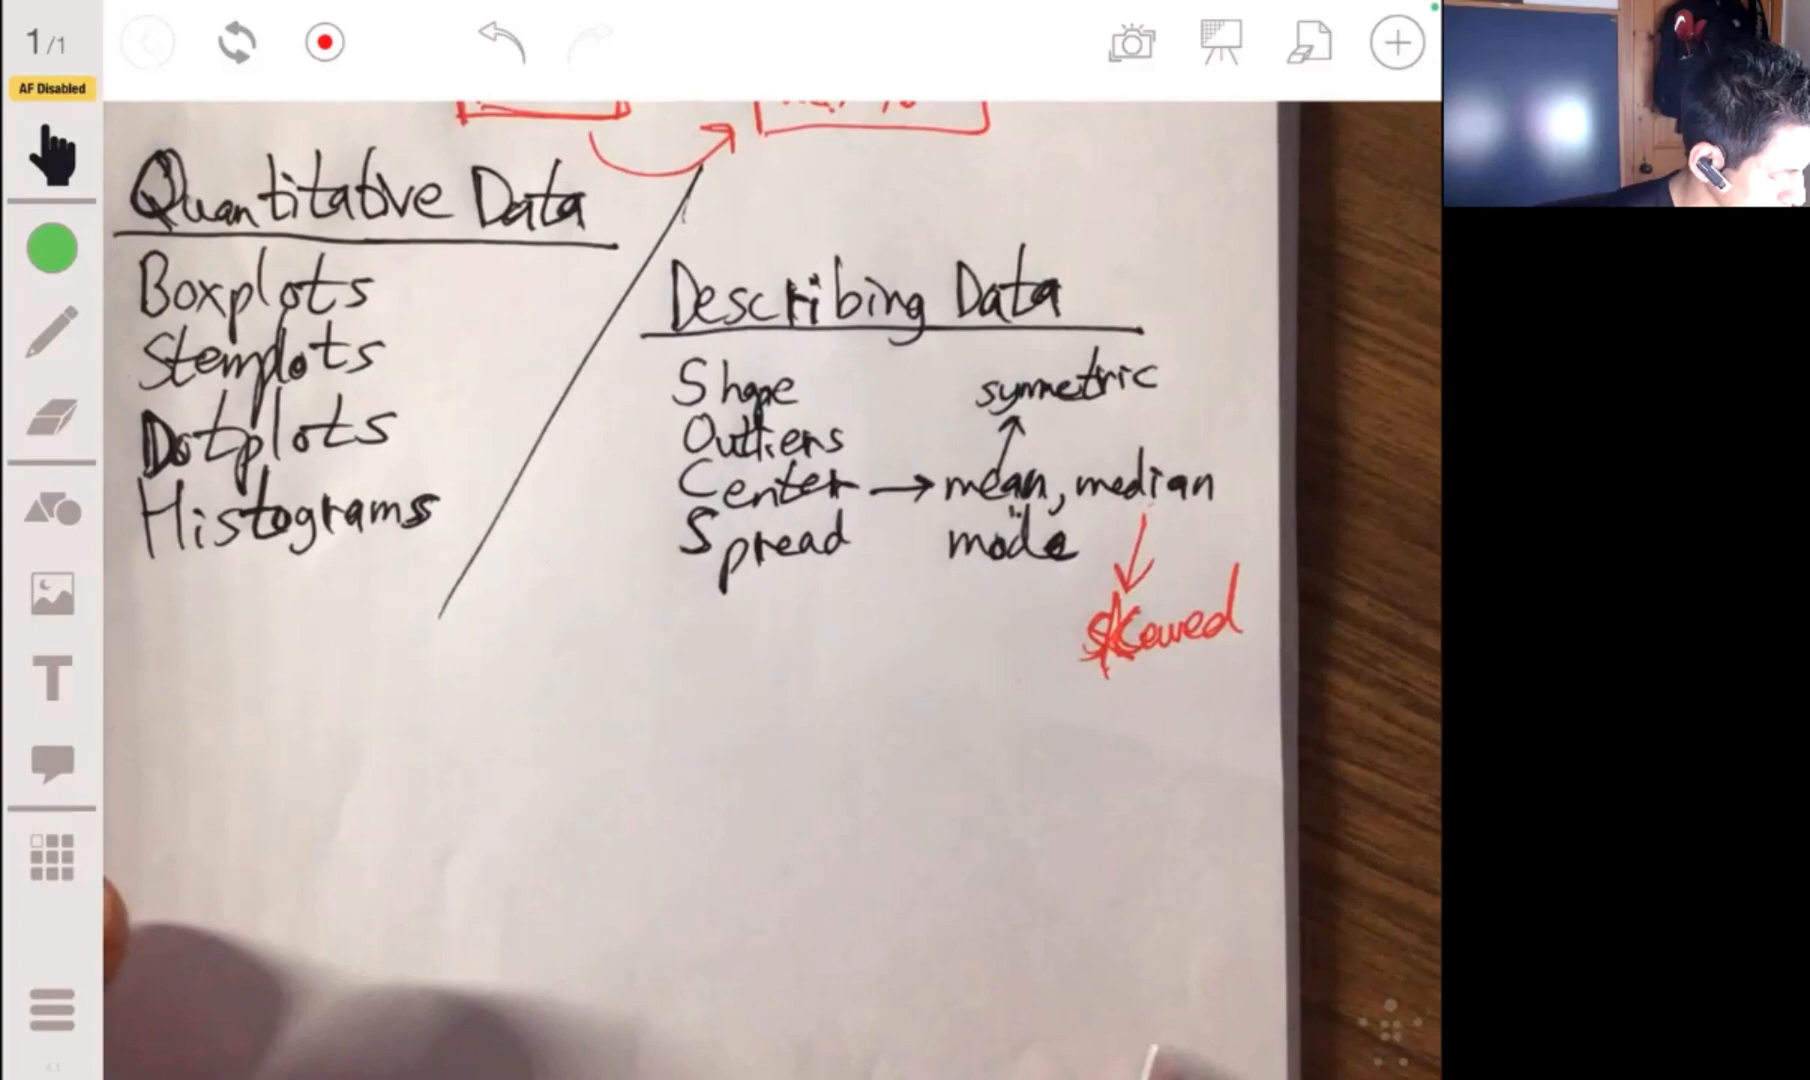 1/1
AF Disabled
Quantitative Data
Boxplots
Stemplots
Dotplots
Histograms
Describing Data
Shape
Outliers
Center → mean, median
mode
Spread
symmetric
skewed
T